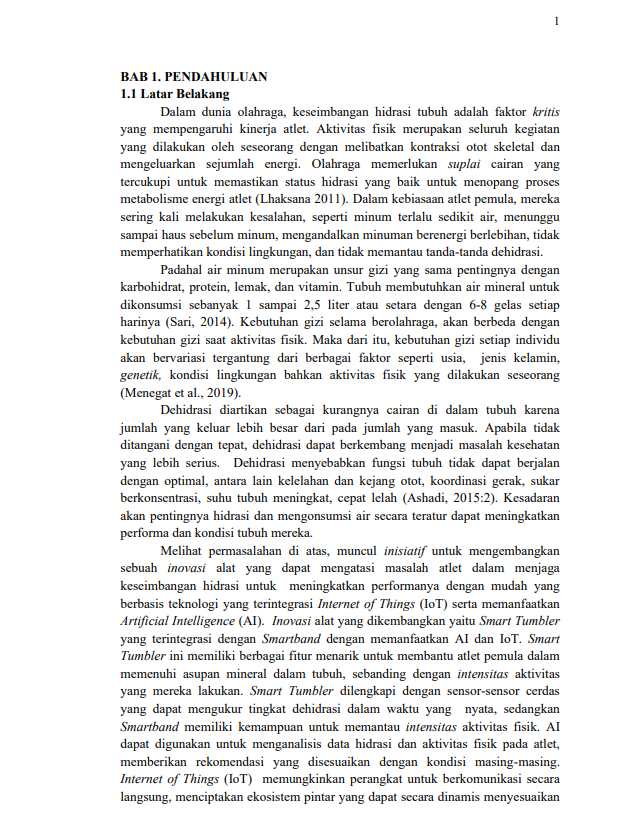 1
BAB 1. PENDAHULUAN
1.1 Latar Belakang
Dalam dunia olahraga, keseimbangan hidrasi tubuh adalah faktor kritis
yang mempengaruhi kinerja atlet. Aktivitas fisik merupakan seluruh kegiatan
yang dilakukan oleh seseorang dengan melibatkan kontraksi otot skeletal dan
mengeluarkan sejumlah energi. Olahraga memerlukan suplai cairan yang
tercukupi untuk memastikan status hidrasi yang baik untuk menopang proses
metabolisme energi atlet (Lhaksana 2011). Dalam kebiasaan atlet pemula, mereka
sering kali melakukan kesalahan, seperti minum terlalu sedikit air, menunggu
sampai haus sebelum minum, mengandalkan minuman berenergi berlebihan, tidak
memperhatikan kondisi lingkungan, dan tidak memantau tanda-tanda dehidrasi.
Padahal air minum merupakan unsur gizi yang sama pentingnya dengan
karbohidrat, protein, lemak, dan vitamin. Tubuh membutuhkan air mineral untuk
dikonsumsi sebanyak 1 sampai 2,5 liter atau setara dengan 6-8 gelas setiap
harinya (Sari, 2014). Kebutuhan gizi selama berolahraga, akan berbeda dengan
kebutuhan gizi saat aktivitas fisik. Maka dari itu, kebutuhan gizi setiap individu
akan bervariasi tergantung dari berbagai faktor seperti usia, jenis kelamin,
genetik, kondisi lingkungan bahkan aktivitas fisik yang dilakukan seseorang
(Menegat et al., 2019).
Dehidrasi diartikan sebagai kurangnya cairan di dalam tubuh karena
jumlah yang keluar lebih besar dari pada jumlah yang masuk. Apabila tidak
ditangani dengan tepat, dehidrasi dapat berkembang menjadi masalah kesehatan
yang lebih serius. Dehidrasi menyebabkan fungsi tubuh tidak dapat berjalan
dengan optimal, antara lain kelelahan dan kejang otot, koordinasi gerak, sukar
berkonsentrasi, suhu tubuh meningkat, cepat lelah (Ashadi, 2015:2). Kesadaran
akan pentingnya hidrasi dan mengonsumsi air secara teratur dapat meningkatkan
performa dan kondisi tubuh mereka.
Melihat permasalahan di atas, muncul inisiatif untuk mengembangkan
sebuah inovasi alat yang dapat mengatasi masalah atlet dalam menjaga
keseimbangan hidrasi untuk meningkatkan performanya dengan mudah yang
berbasis teknologi yang terintegrasi Internet of Things (IoT) serta memanfaatkan
Artificial Intelligence (AI). Inovasi alat yang dikembangkan yaitu Smart Tumbler
yang terintegrasi dengan Smartband dengan memanfaatkan AI dan IoT. Smart
Tumbler ini memiliki berbagai fitur menarik untuk membantu atlet pemula dalam
memenuhi asupan mineral dalam tubuh, sebanding dengan intensitas aktivitas
yang mereka lakukan. Smart Tumbler dilengkapi dengan sensor-sensor cerdas
yang dapat mengukur tingkat dehidrasi dalam waktu yang nyata, sedangkan
Smartband memiliki kemampuan untuk memantau intensitas aktivitas fisik. AI
dapat digunakan untuk menganalisis data hidrasi dan aktivitas fisik pada atlet,
memberikan rekomendasi yang disesuaikan dengan kondisi masing-masing.
Internet of Things (IoT) memungkinkan perangkat untuk berkomunikasi secara
langsung, menciptakan ekosistem pintar yang dapat secara dinamis menyesuaikan